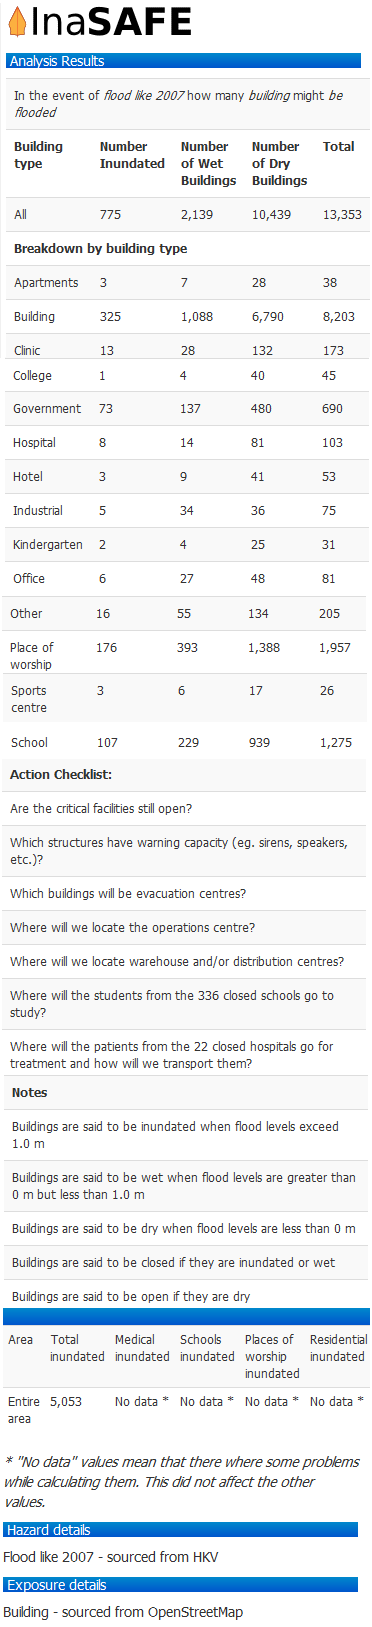 InaSAFE
Analysis Results
In the event of flood like 2007 how many building might be
flooded
Building type Number Inundated Number of Wet Buildings Number of Dry Buildings Total
All 775 2,139 10,439 13,353
Breakdown by building type
Apartments 3 7 28 38
Building 325 1,088 6,790 8,203
Clinic 13 28 132 173
College 1 4 40 45
Government 73 137 480 690
Hospital 8 14 81 103
Hotel 3 9 41 53
Industrial 5 34 36 75
Kindergarten 2 4 25 31
Office 6 27 48 81
Other 16 55 134 205
Place of worship 176 393 1,388 1,957
Sports centre 3 6 17 26
School 107 229 939 1,275
Action Checklist:
Are the critical facilities still open?
Which structures have warning capacity (eg. sirens, speakers,
etc.)?
Which buildings will be evacuation centres?
Where will we locate the operations centre?
Where will we locate warehouse and/or distribution centres?
Where will the students from the 336 closed schools go to
study?
Where will the patients from the 22 closed hospitals go for
treatment and how will we transport them?
Notes
Buildings are said to be inundated when flood levels exceed
1.0 m
Buildings are said to be wet when flood levels are greater than
0 m but less than 1.0 m
Buildings are said to be dry when flood levels are less than 0 m
Buildings are said to be closed if they are inundated or wet
Buildings are said to be open if they are dry
Area Total inundated Medical inundated Schools inundated Places of worship inundated Residential inundated
Entire area 5,053 No data * No data * No data * No data *
* "No data" values mean that there where some problems
while calculating them. This did not affect the other
values.
Hazard details
Flood like 2007 - sourced from HKV
Exposure details
Building - sourced from OpenStreetMap